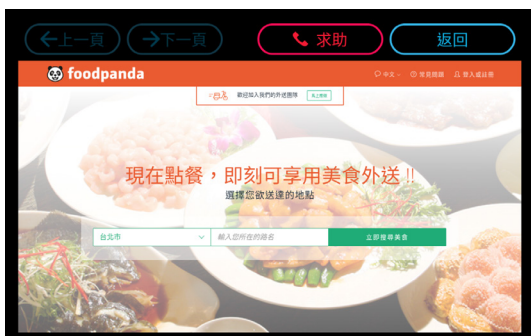 ←上一頁
→下一頁
求助
返回
foodpanda
中文
常見問題
登入或註冊
歡迎加入我們的外送團隊
現在點餐，即刻可享用美食外送 !!
選擇您欲送達的地點
台北市
輸入您所在的路名
立即搜尋美食